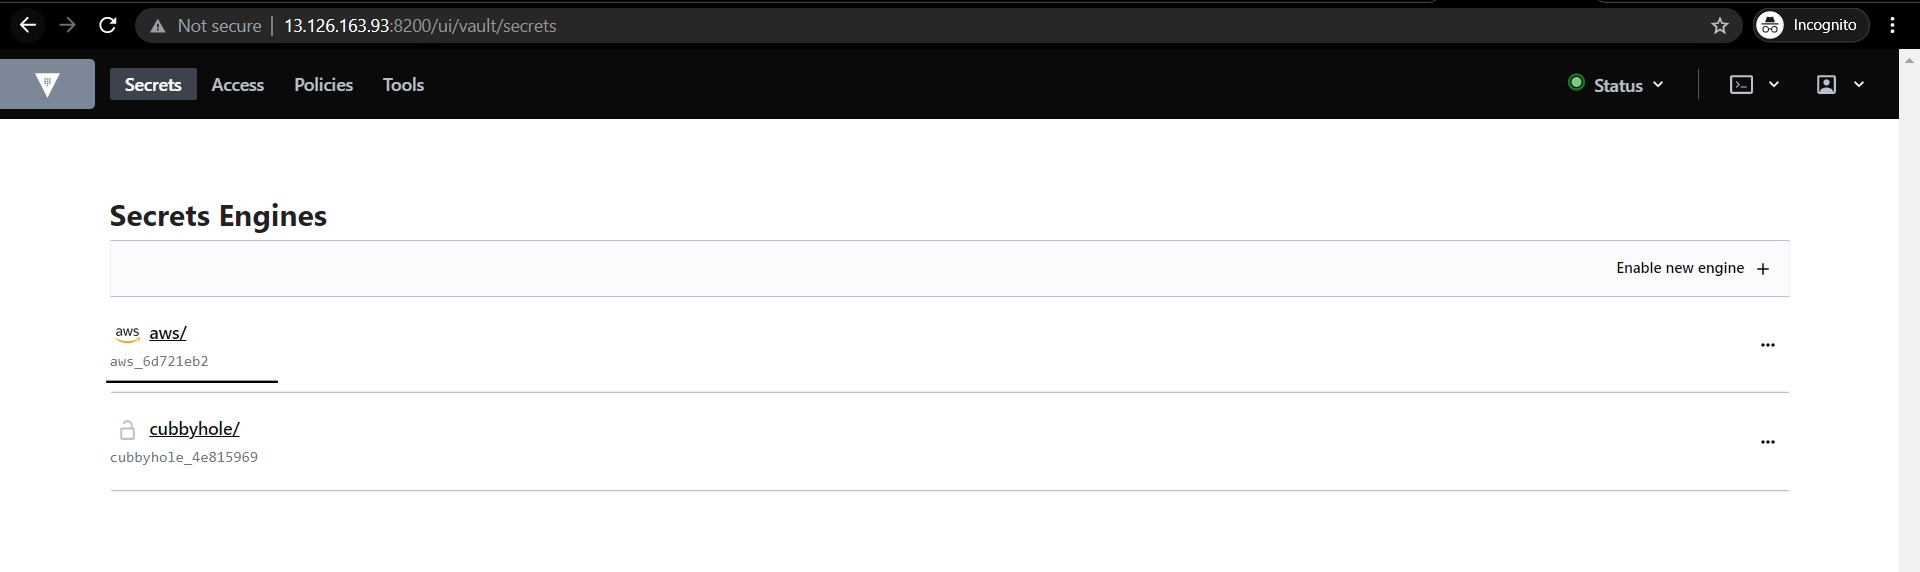 Not secure | 13.126.163.93:8200/ui/vault/secrets Incognito
Secrets Access Policies Tools Status
Secrets Engines
Enable new engine +
aws aws/
aws_6d721eb2
cubbyhole/
cubbyhole_4e815969